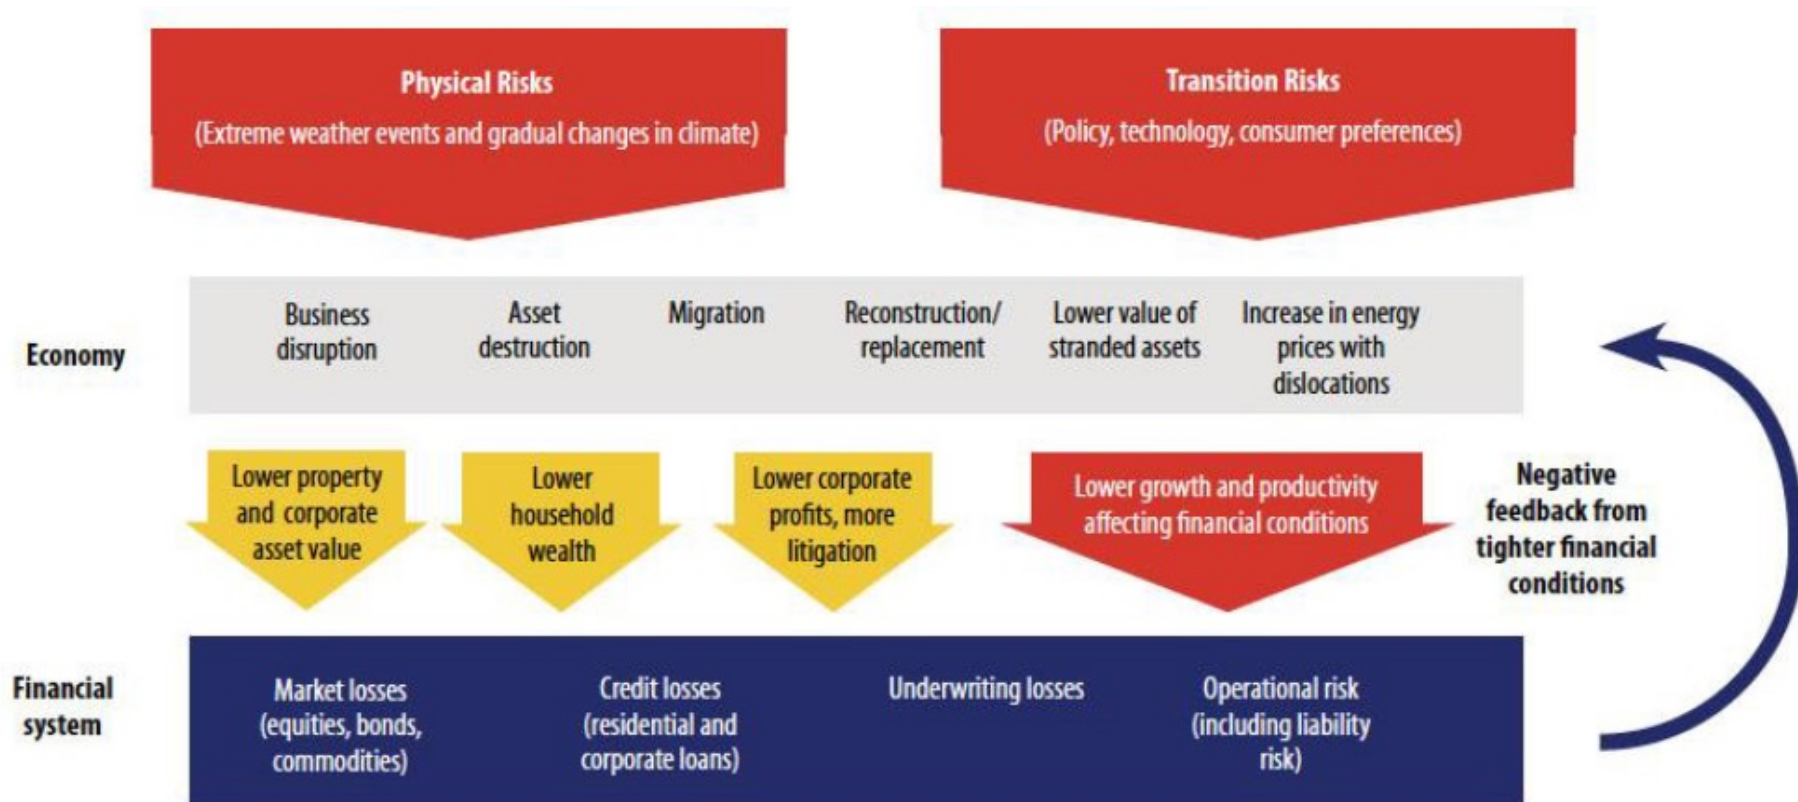 Physical Risks
(Extreme weather events and gradual changes in climate)
Transition Risks
(Policy, technology, consumer preferences)
Economy
Business
disruption
Asset
destruction
Migration
Reconstruction/
replacement
Lower value of
stranded assets
Increase in energy
prices with
dislocations
Lower property
and corporate
asset value
Lower
household
wealth
Lower corporate
profits, more
litigation
Lower growth and productivity
affecting financial conditions
Negative
feedback from
tighter financial
conditions
Financial
system
Market losses
(equities, bonds,
commodities)
Credit losses
(residential and
corporate loans)
Underwriting losses
Operational risk
(including liability
risk)